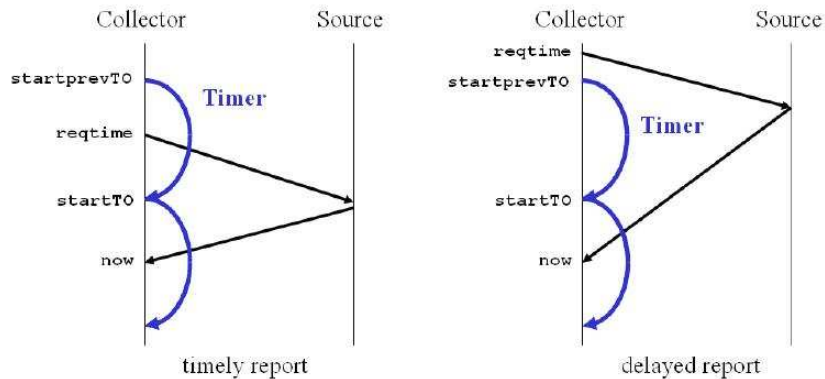 Collector
Source
startprevTO
Timer
reqtime
startTO
now
timely report
Collector
Source
reqtime
startprevTO
Timer
startTO
now
delayed report